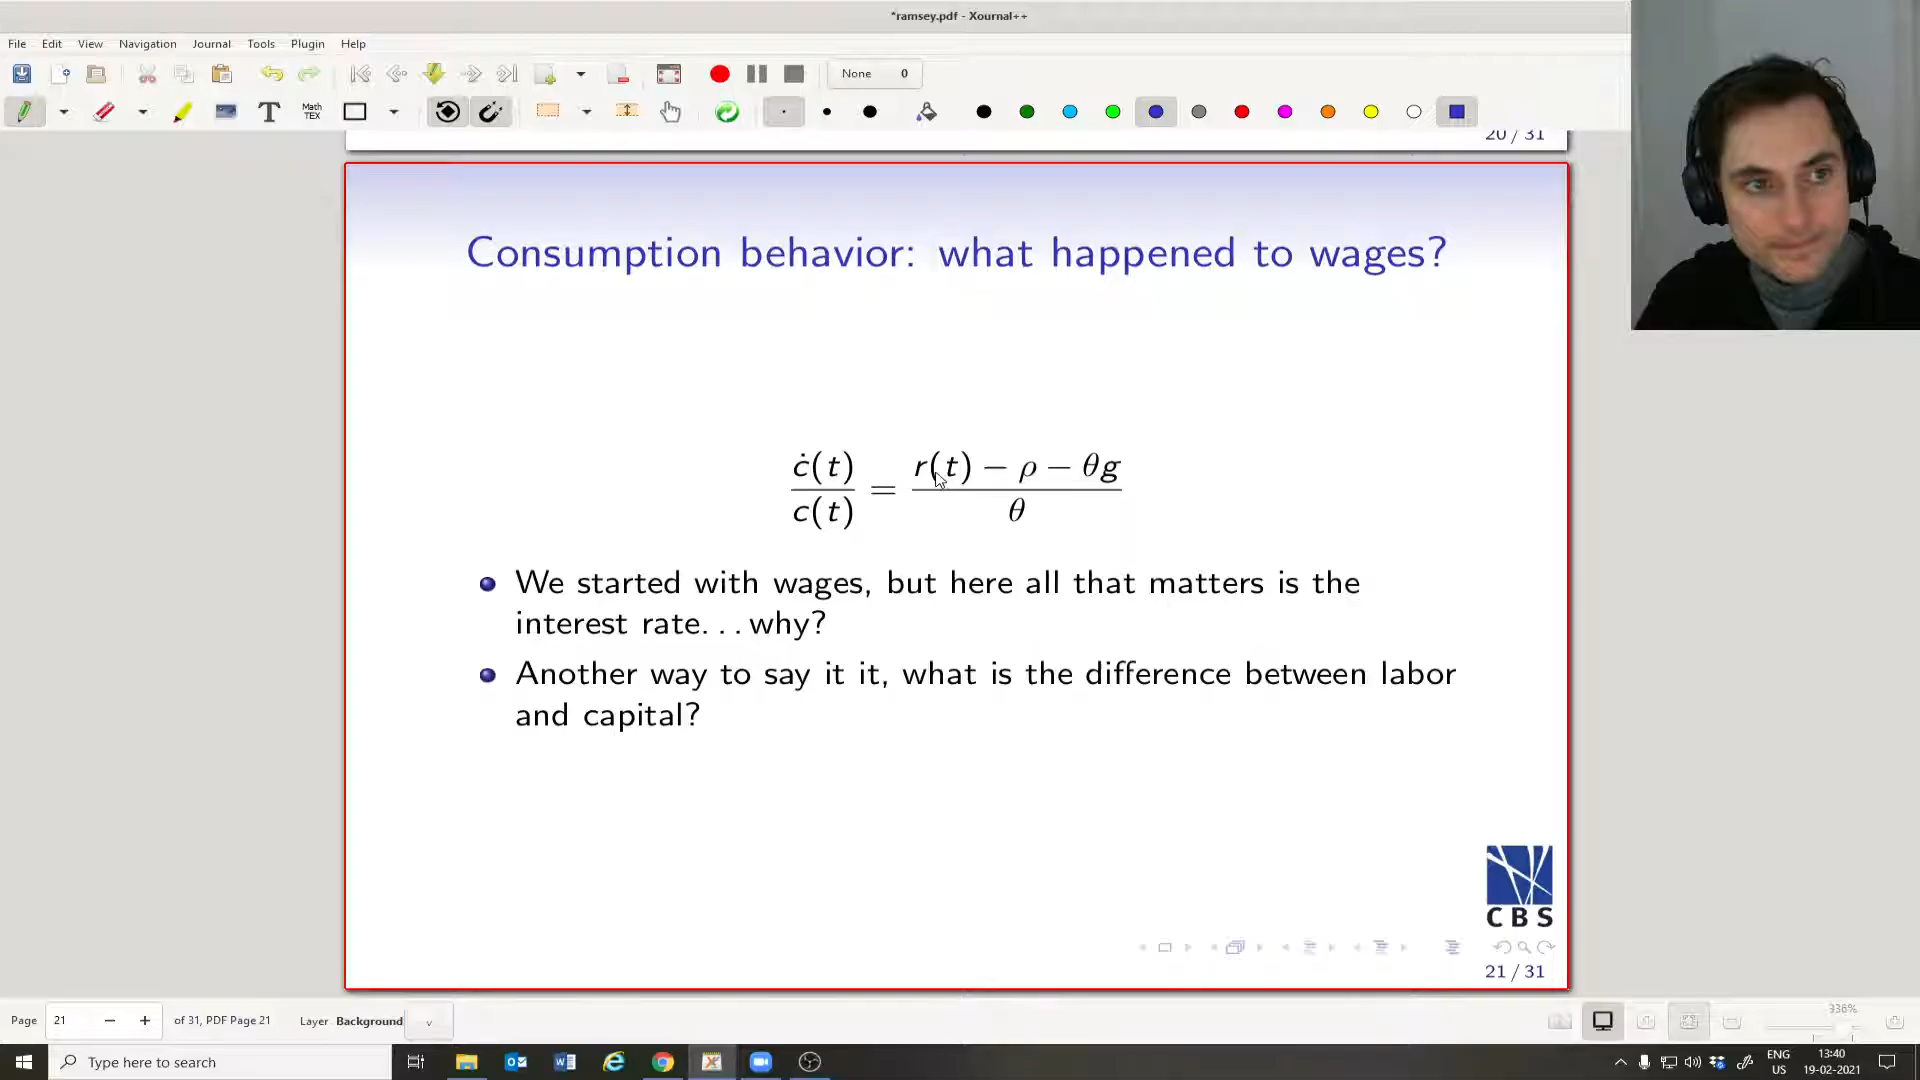 *ramsey.pdf - Xournal++
File Edit View Navigation Journal Tools Plugin Help
None 0
T Math TEX
20 / 31
Consumption behavior: what happened to wages?
ċ(t)/c(t) = (r(t) − ρ − θg)/θ
We started with wages, but here all that matters is the
interest rate. . . why?
Another way to say it it, what is the difference between labor
and capital?
CBS
21 / 31
Page 21 − + of 31, PDF Page 21 Layer Background
336%
Type here to search
ENG
US
13:40
19-02-2021